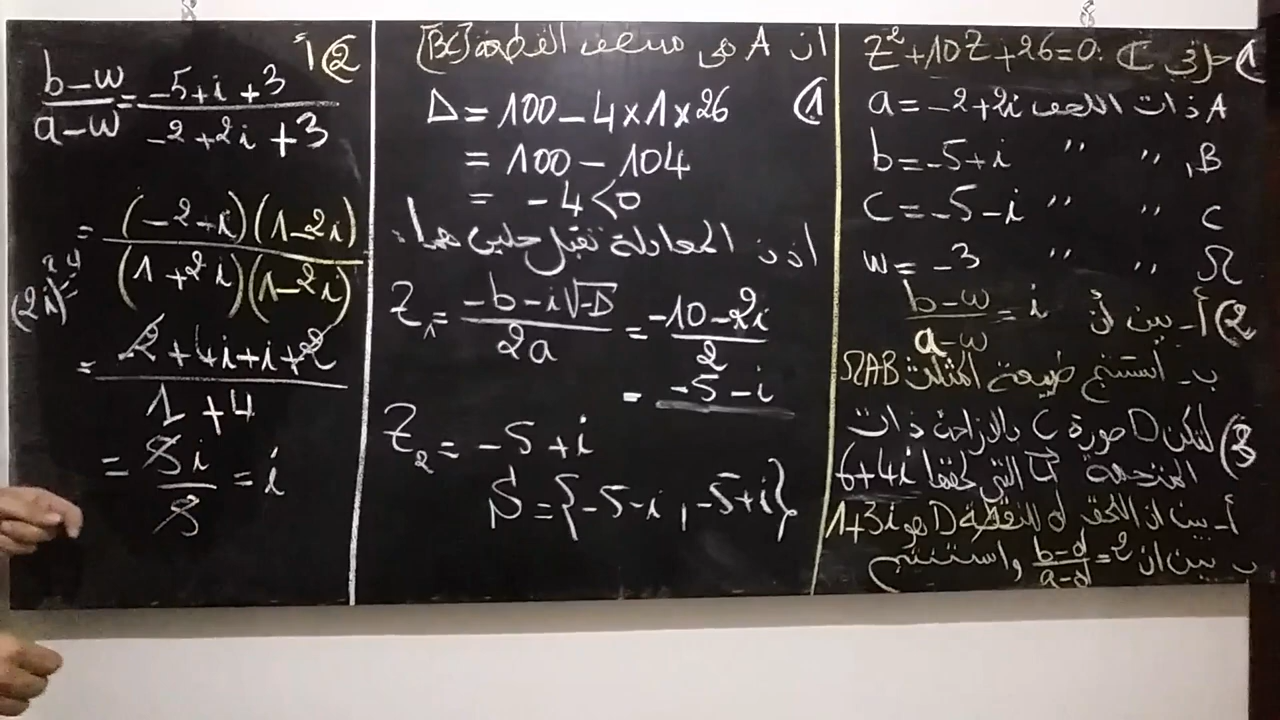 1) حل في ℂ: Z²+10Z+26=0
A ذات اللحق a = -2+2i
B, " " b = -5+i
C " " c = -5-i
Ω " " w = -3
2) أ- بين أن (b-w)/(a-w) = i
ب- استنتج طبيعة المثلث ΩAB
3) لتكن D صورة C بالإزاحة ذات
المتجهة u التي لحقها 6+4i
أ- بين ان اللحق d للنقطة D هو 1+3i
ب- بين ان (b-d)/(a-d) = 2 واستنتج
ان A هي منتصف القطعة [BC]
1)
Δ = 100 - 4×1×26
= 100 - 104
= -4<0
اذن المعادلة تقبل حلين هما:
Z₁ = (-b-i√-Δ)/2a = (-10-2i)/2
= -5-i
Z₂ = -5+i
S = {-5-i , -5+i}
2) أ-
(b-w)/(a-w) = (-5+i+3)/(-2+2i+3)
= (-2+i)(1-2i)/(1+2i)(1-2i)
(2i)²
= (-2+4i+i+2)/(1+4)
= 5i/5 = i